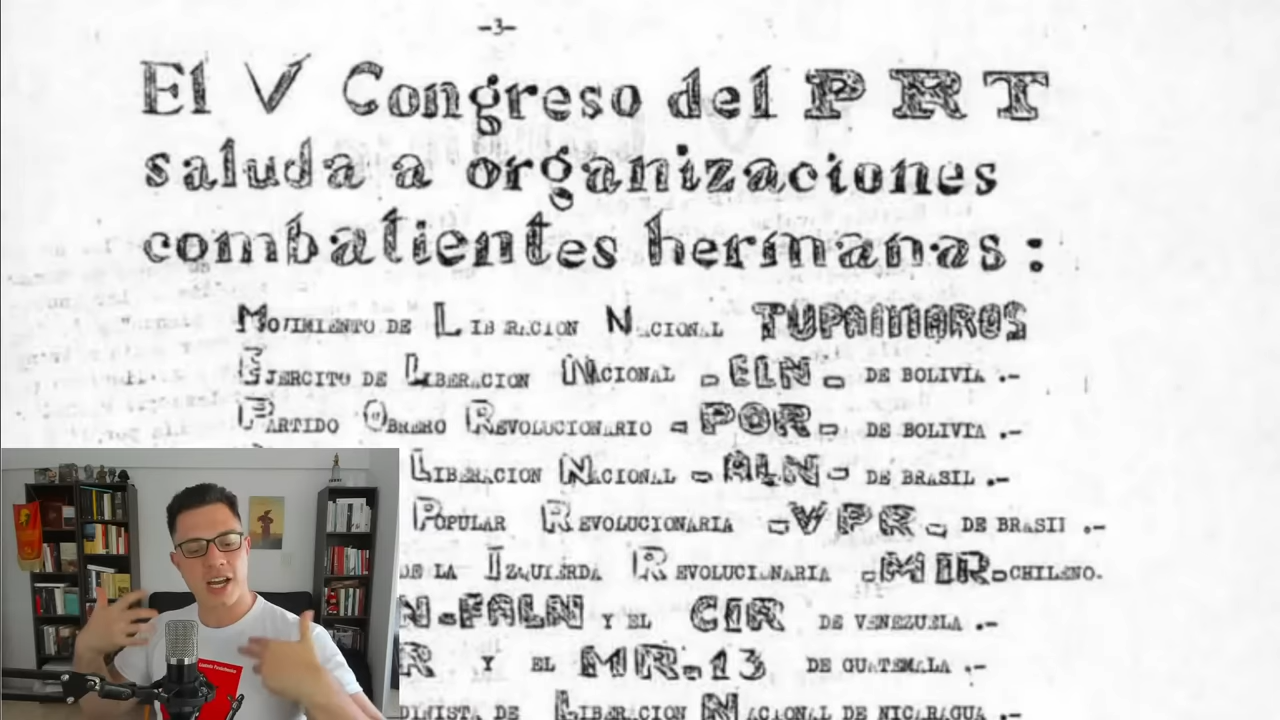 -3-
El V Congreso del PRT
saluda a organizaciones
combatientes hermanas :
MOVIMIENTO DE LIBERACION NACIONAL TUPAMAROS
EJERCITO DE LIBERACION NACIONAL - ELN - DE BOLIVIA .-
PARTIDO OBRERO REVOLUCIONARIO - POR - DE BOLIVIA .-
LIBERACION NACIONAL - ALN - DE BRASIL .-
POPULAR REVOLUCIONARIA - VPR - DE BRASIL .-
DE LA IZQUIERDA REVOLUCIONARIA - MIR - CHILENO.
N-FALN Y EL CIR DE VENEZUELA .-
R Y EL MR-13 DE GUATEMALA .-
DINISTA DE LIBERACION NACIONAL DE NICARAGUA .-